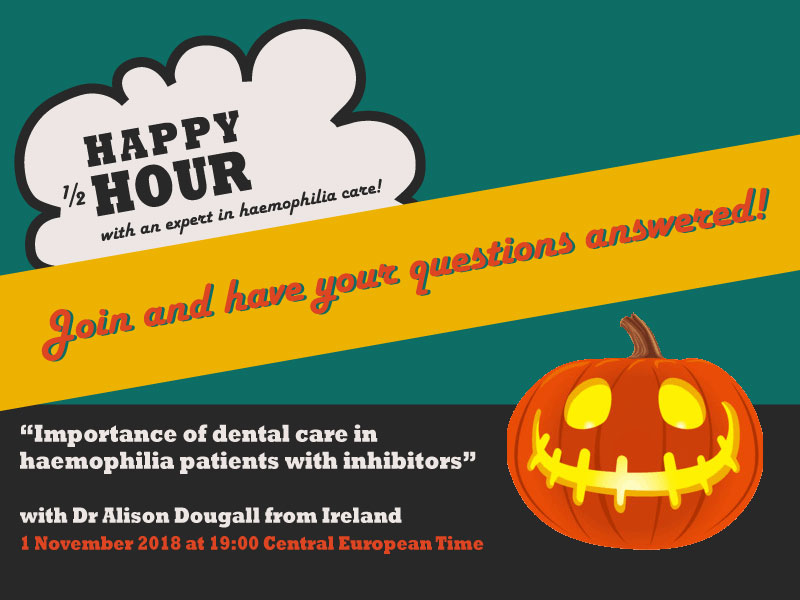 HAPPY
½ HOUR
with an expert in haemophilia care!
Join and have your questions answered!
“Importance of dental care in
haemophilia patients with inhibitors”
with Dr Alison Dougall from Ireland
1 November 2018 at 19:00 Central European Time